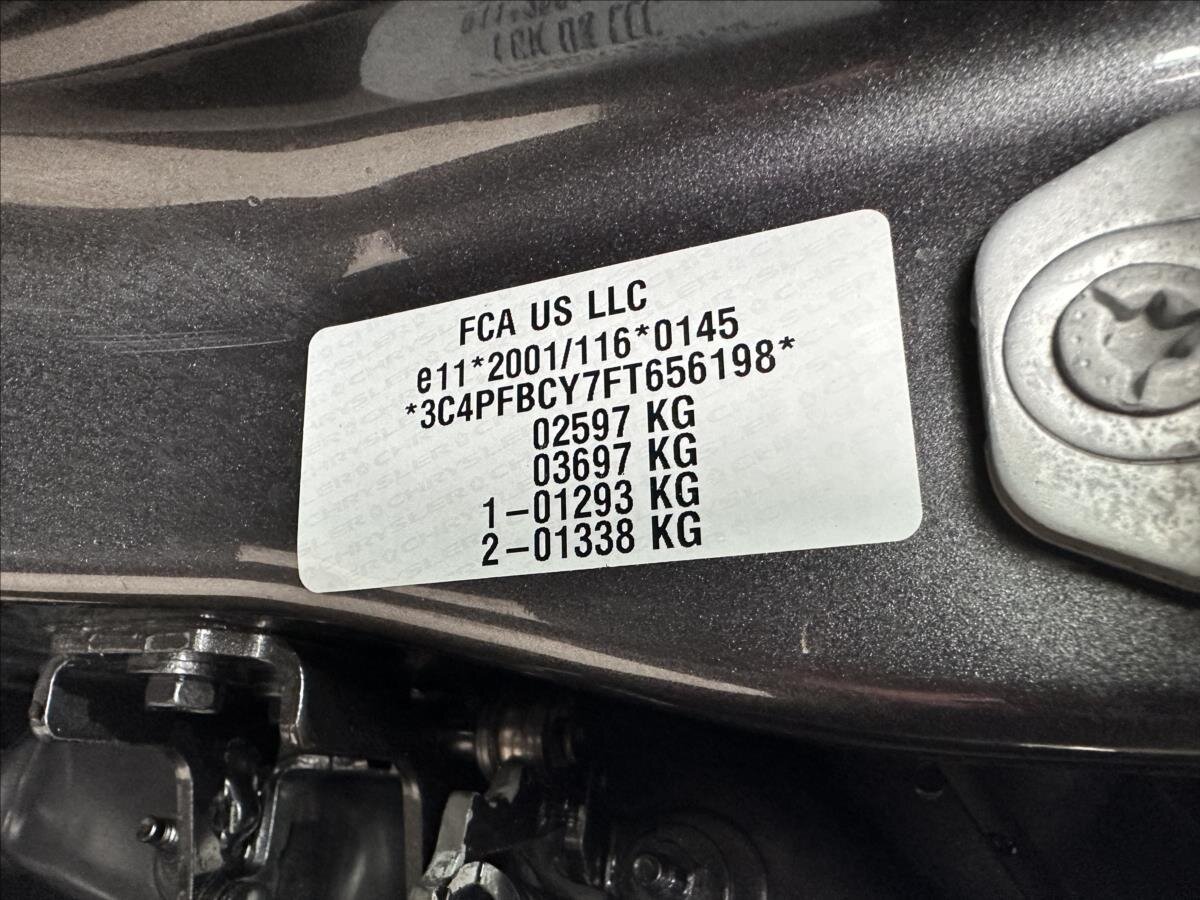 FCA US LLC
e11*2001/116*0145
*3C4PFBCY7FT656198*
02597 KG
03697 KG
1-01293 KG
2-01338 KG